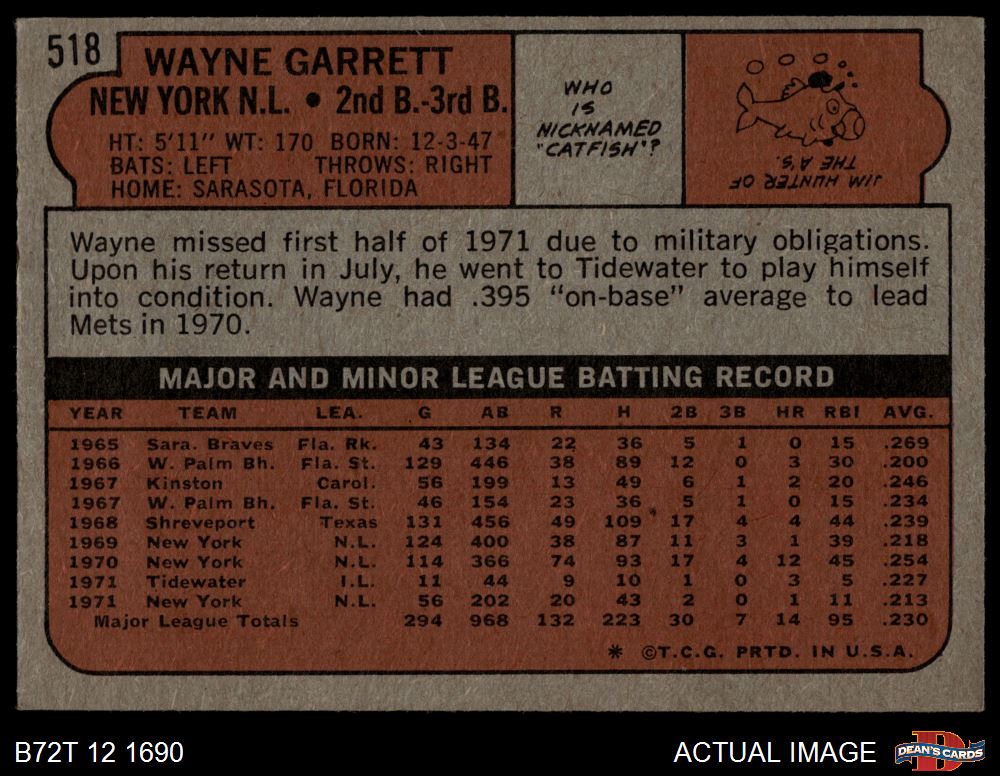 518
WAYNE GARRETT
NEW YORK N.L. • 2nd B.-3rd B.
HT: 5'11" WT: 170 BORN: 12-3-47
BATS: LEFT THROWS: RIGHT
HOME: SARASOTA, FLORIDA
WHO
IS
NICKNAMED
"CATFISH"?
JIM HUNTER OF
THE A'S.
Wayne missed first half of 1971 due to military obligations.
Upon his return in July, he went to Tidewater to play himself
into condition. Wayne had .395 "on-base" average to lead
Mets in 1970.
MAJOR AND MINOR LEAGUE BATTING RECORD
YEAR TEAM LEA. G AB R H 2B 3B HR RBI AVG.
1965 Sara. Braves Fla. Rk. 43 134 22 36 5 1 0 15 .269
1966 W. Palm Bh. Fla. St. 129 446 38 89 12 0 3 30 .200
1967 Kinston Carol. 56 199 13 49 6 1 2 20 .246
1967 W. Palm Bh. Fla. St. 46 154 23 36 5 1 0 15 .234
1968 Shreveport Texas 131 456 49 109 17 4 4 44 .239
1969 New York N.L. 124 400 38 87 11 3 1 39 .218
1970 New York N.L. 114 366 74 93 17 4 12 45 .254
1971 Tidewater I.L. 11 44 9 10 1 0 3 5 .227
1971 New York N.L. 56 202 20 43 2 0 1 11 .213
Major League Totals 294 968 132 223 30 7 14 95 .230
* ©T.C.G. PRTD. IN U.S.A.
B72T 12 1690
ACTUAL IMAGE
D
DEAN'S CARDS